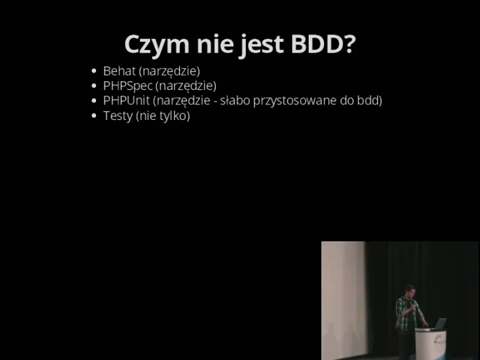 Czym nie jest BDD?
Behat (narzędzie)
PHPSpec (narzędzie)
PHPUnit (narzędzie - słabo przystosowane do bdd)
Testy (nie tylko)